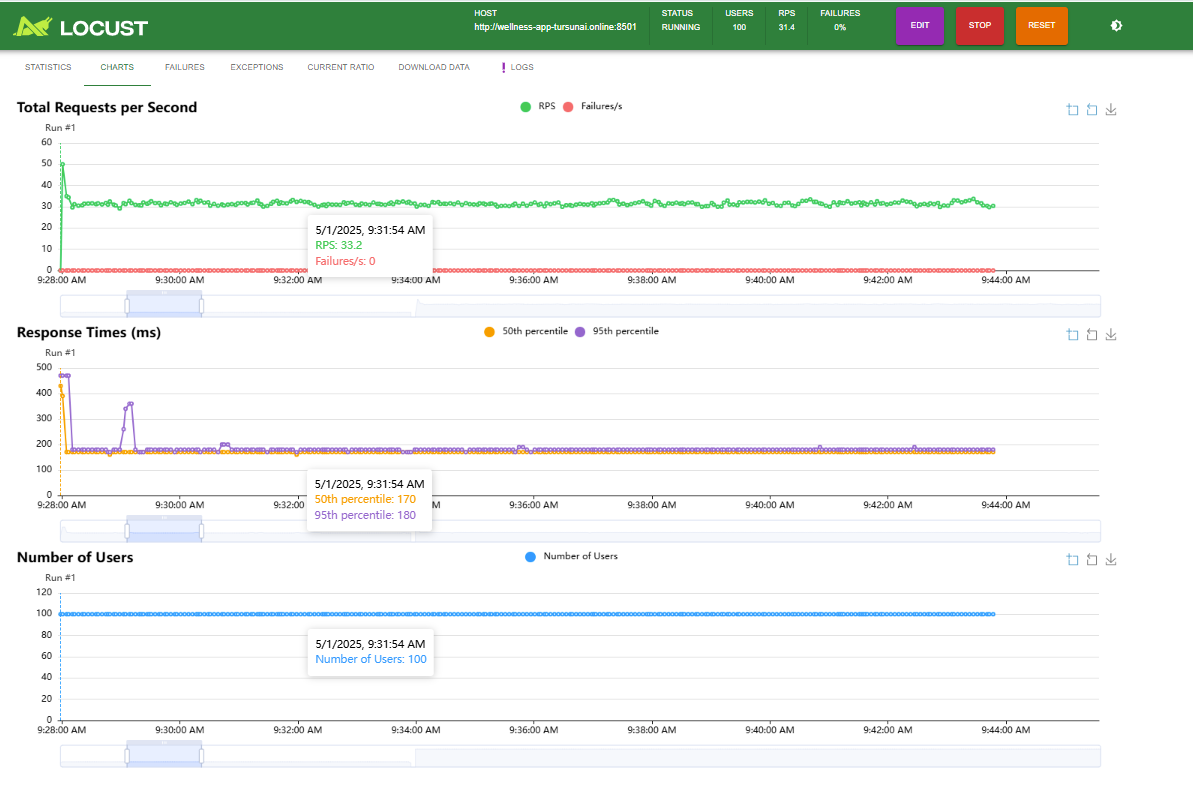 LOCUST
HOST
http://wellness-app-tursunai.online:8501
STATUS
RUNNING
USERS
100
RPS
31.4
FAILURES
0%
EDIT
STOP
RESET
STATISTICS
CHARTS
FAILURES
EXCEPTIONS
CURRENT RATIO
DOWNLOAD DATA
! LOGS
Total Requests per Second
RPS
Failures/s
Run #1
60
50
40
30
20
10
0
5/1/2025, 9:31:54 AM
RPS: 33.2
Failures/s: 0
9:28:00 AM
9:30:00 AM
9:32:00 AM
9:34:00 AM
9:36:00 AM
9:38:00 AM
9:40:00 AM
9:42:00 AM
9:44:00 AM
Response Times (ms)
50th percentile
95th percentile
Run #1
500
400
300
200
100
0
5/1/2025, 9:31:54 AM
50th percentile: 170
95th percentile: 180
9:28:00 AM
9:30:00 AM
9:32:00
9:36:00 AM
9:38:00 AM
9:40:00 AM
9:42:00 AM
9:44:00 AM
Number of Users
Number of Users
Run #1
120
100
80
60
40
20
0
5/1/2025, 9:31:54 AM
Number of Users: 100
9:28:00 AM
9:30:00 AM
9:32:00 AM
9:34:00 AM
9:36:00 AM
9:38:00 AM
9:40:00 AM
9:42:00 AM
9:44:00 AM